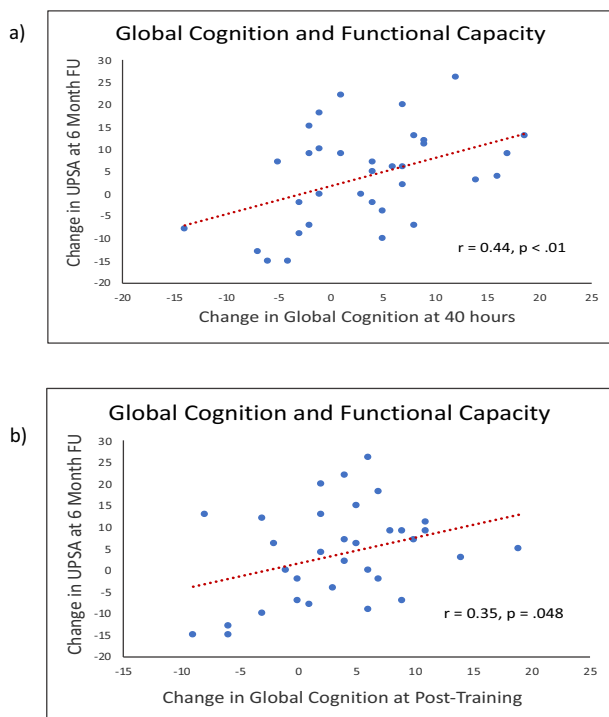 a)
Global Cognition and Functional Capacity
Change in UPSA at 6 Month FU
30
25
20
15
10
5
0
-5
-10
-15
-20
r = 0.44, p < .01
-20 -15 -10 -5 0 5 10 15 20 25
Change in Global Cognition at 40 hours
b)
Global Cognition and Functional Capacity
Change in UPSA at 6 Month FU
30
25
20
15
10
5
0
-5
-10
-15
-20
r = 0.35, p = .048
-15 -10 -5 0 5 10 15 20 25
Change in Global Cognition at Post-Training